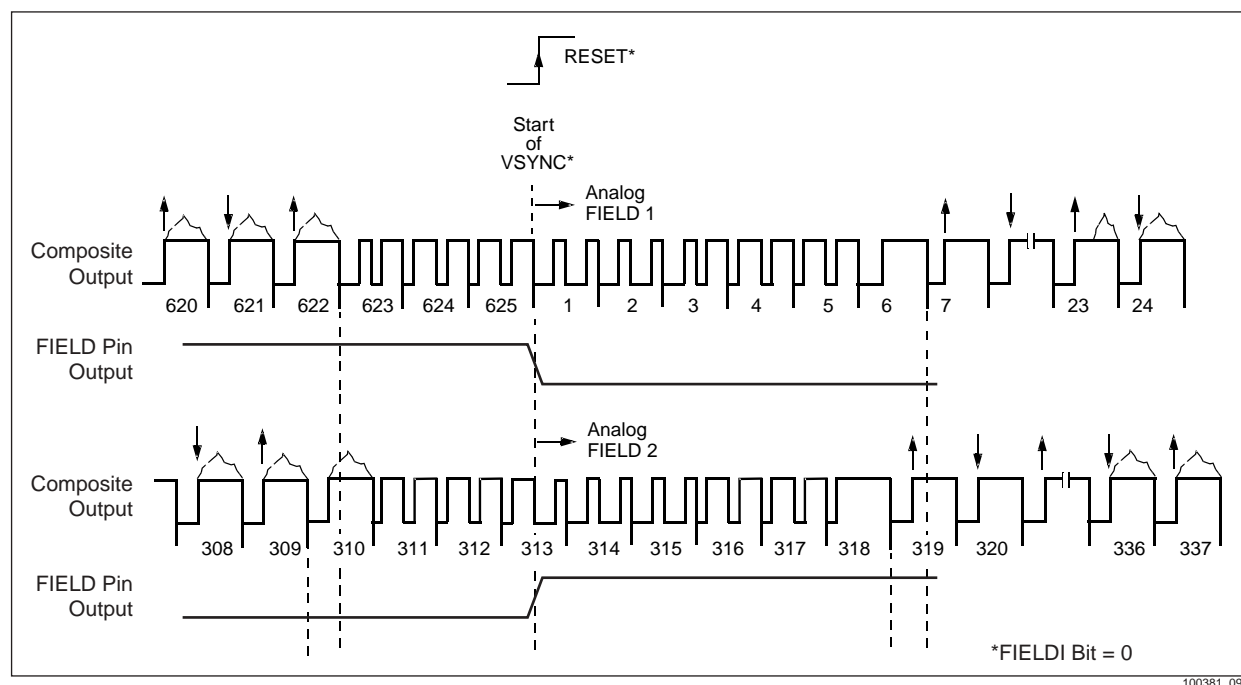 RESET*
Start
of
VSYNC*
Analog
FIELD 1
Composite
Output
620 621 622 623 624 625 1 2 3 4 5 6 7 23 24
FIELD Pin
Output
Analog
FIELD 2
Composite
Output
308 309 310 311 312 313 314 315 316 317 318 319 320 336 337
FIELD Pin
Output
*FIELDI Bit = 0
100381_09